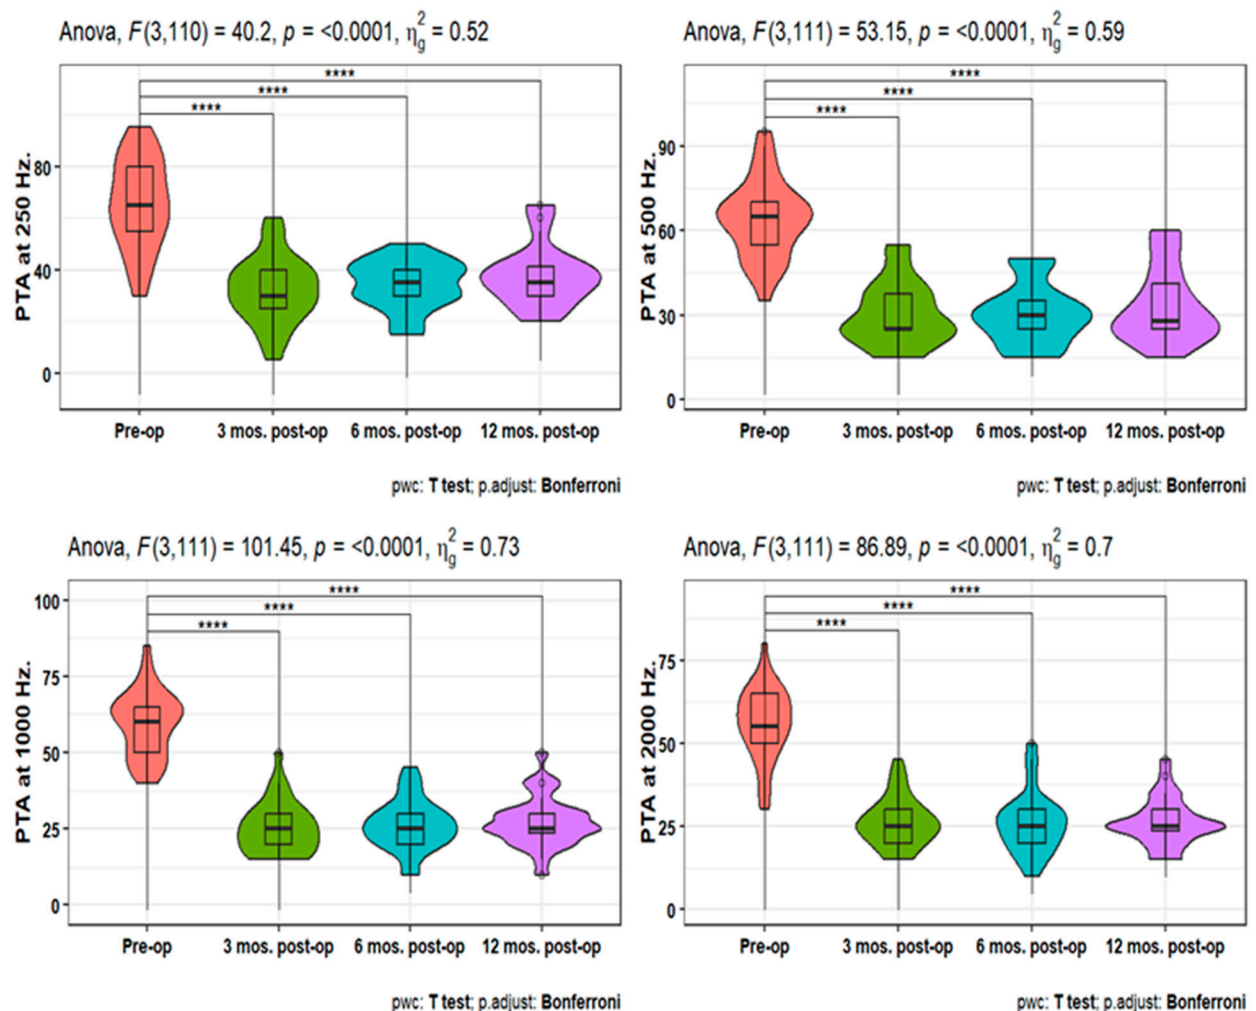 Anova, F(3,110) = 40.2, p = <0.0001, η²g = 0.52
****
****
****
PTA at 250 Hz.
80
40
0
Pre-op 3 mos. post-op 6 mos. post-op 12 mos. post-op
pwc: T test; p.adjust: Bonferroni
Anova, F(3,111) = 53.15, p = <0.0001, η²g = 0.59
****
****
****
PTA at 500 Hz.
90
60
30
0
Pre-op 3 mos. post-op 6 mos. post-op 12 mos. post-op
pwc: T test; p.adjust: Bonferroni
Anova, F(3,111) = 101.45, p = <0.0001, η²g = 0.73
****
****
****
PTA at 1000 Hz.
100
75
50
25
0
Pre-op 3 mos. post-op 6 mos. post-op 12 mos. post-op
pwc: T test; p.adjust: Bonferroni
Anova, F(3,111) = 86.89, p = <0.0001, η²g = 0.7
****
****
****
PTA at 2000 Hz.
75
50
25
0
Pre-op 3 mos. post-op 6 mos. post-op 12 mos. post-op
pwc: T test; p.adjust: Bonferroni